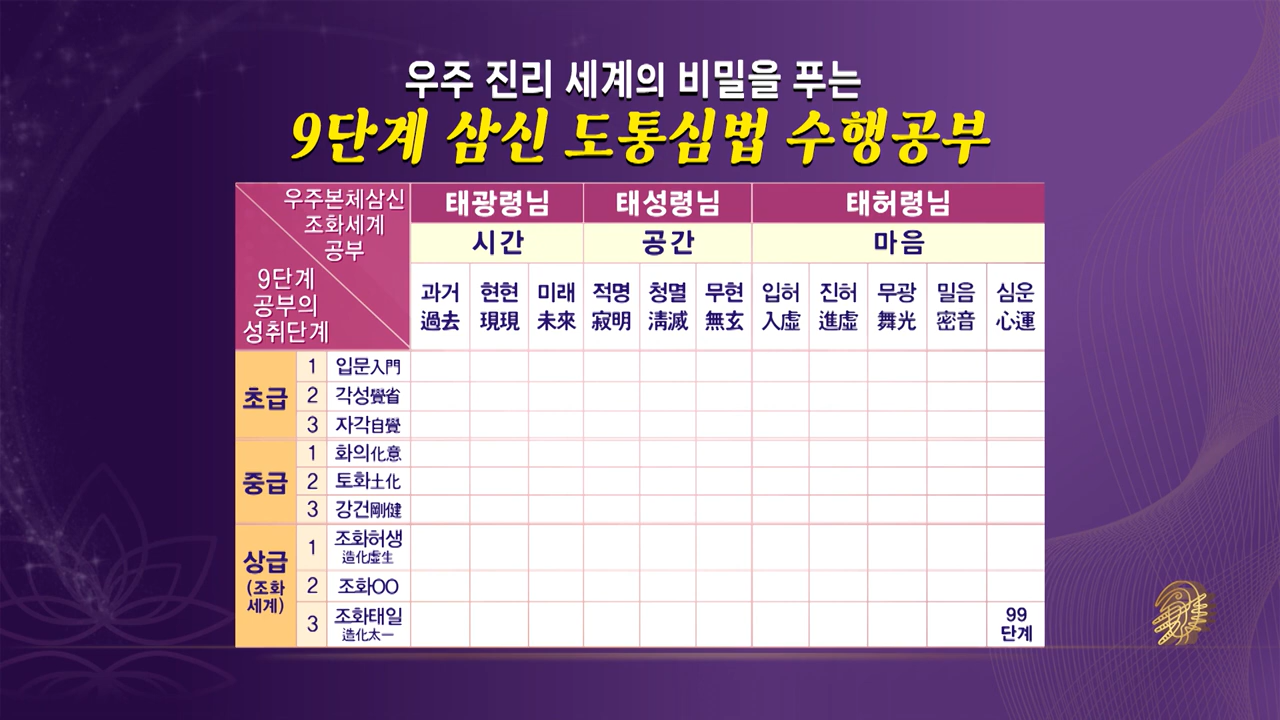 우주 진리 세계의 비밀을 푸는
9단계 삼신 도통심법 수행공부
우주본체삼신
조화세계
공부
9단계
공부의
성취단계
태광령님 태성령님 태허령님
시간 공간 마음
과거 현현 미래 적명 청멸 무현 입허 진허 무광 밀음 심운
過去 現現 未來 寂明 淸滅 無玄 入虛 進虛 舞光 密音 心運
초급
1 입문入門
2 각성覺省
3 자각自覺
중급
1 화의化意
2 토화土化
3 강건剛健
상급
(조화
세계)
1 조화허생
造化虛生
2 조화OO
3 조화태일
造化太一
99
단계